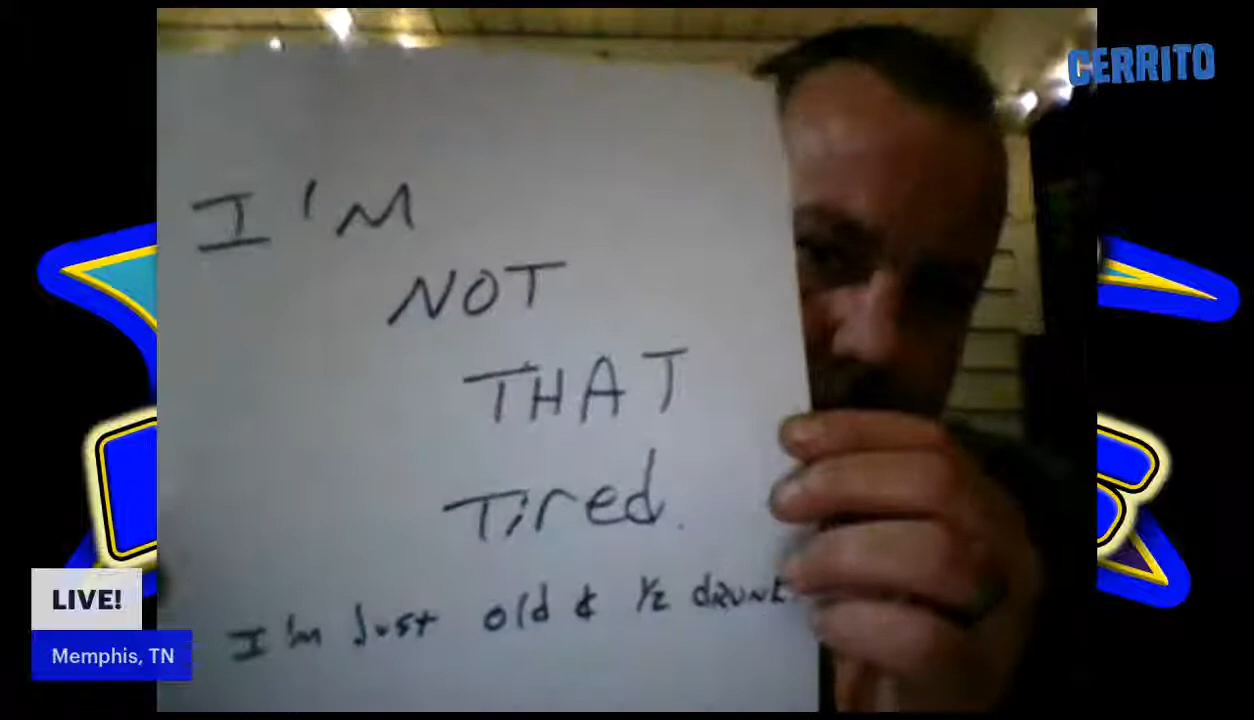 CERRITO
I'M
NOT
THAT
Tired.
I'm Just old & 1/2 drunk
LIVE!
Memphis, TN